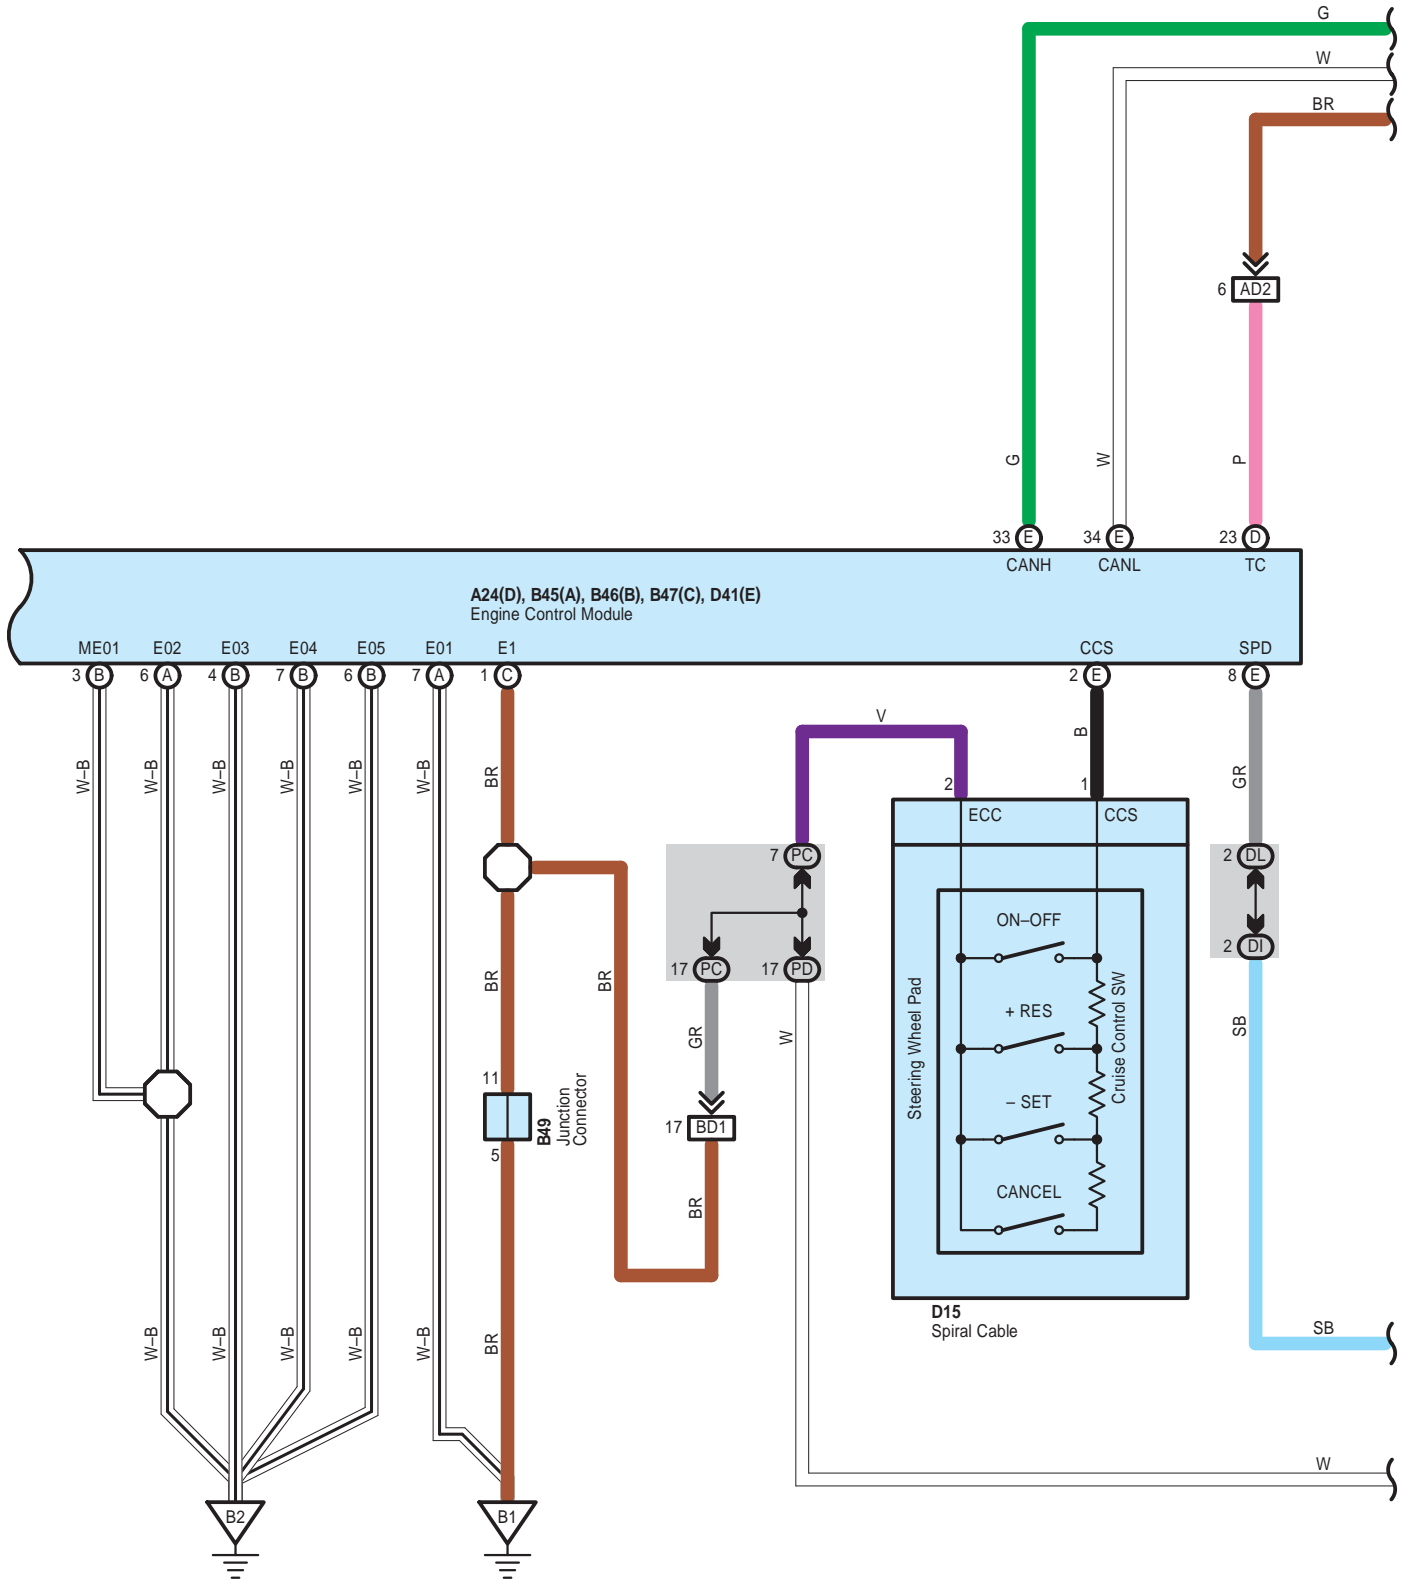 G
W
BR
6 AD2
G
W
P
33 E
34 E
23 D
CANH
CANL
TC
A24(D), B45(A), B46(B), B47(C), D41(E)
Engine Control Module
ME01
E02
E03
E04
E05
E01
E1
CCS
SPD
3 B
6 A
4 B
7 B
6 B
7 A
1 C
2 E
8 E
V
B
W–B
W–B
W–B
W–B
W–B
W–B
BR
GR
2
1
ECC
CCS
7 PC
2 DL
ON–OFF
2 DI
17 PC
17 PD
BR
BR
Steering Wheel Pad
Cruise Control SW
+ RES
GR
W
SB
11
B49
Junction
Connector
– SET
17 BD1
5
CANCEL
BR
D15
Spiral Cable
W–B
W–B
W–B
W–B
W–B
BR
SB
W
B2
B1